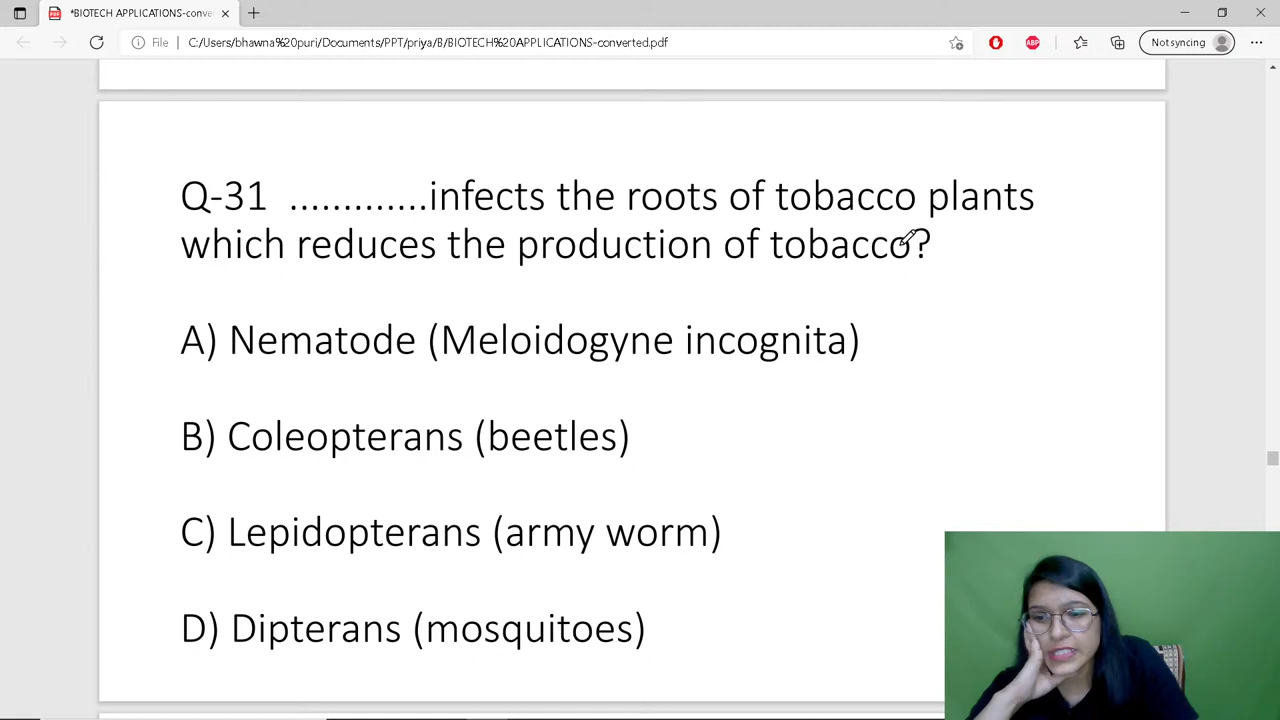 *BIOTECH APPLICATIONS-conve
File
C:/Users/bhawna%20puri/Documents/PPT/priya/B/BIOTECH%20APPLICATIONS-converted.pdf
ABP
Not syncing
Q-31 .............infects the roots of tobacco plants
which reduces the production of tobacco?
A) Nematode (Meloidogyne incognita)
B) Coleopterans (beetles)
C) Lepidopterans (army worm)
D) Dipterans (mosquitoes)